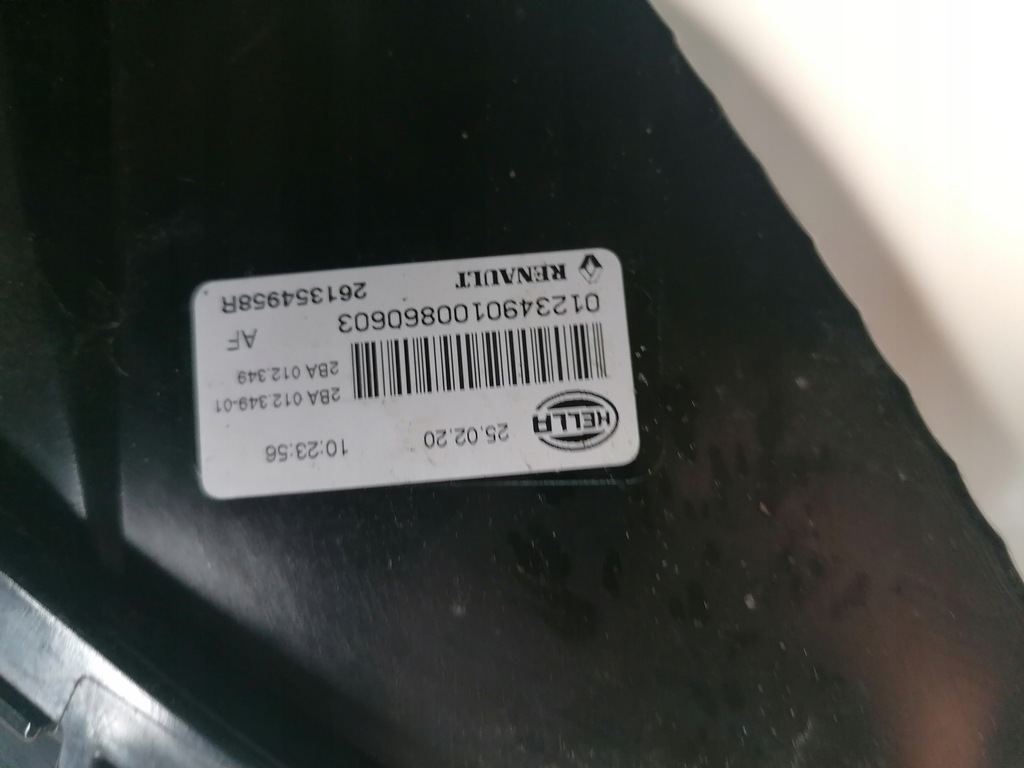 HELLA 25.02.20 10:23:56
2BA 012.349-01
2BA 012.349
0123490100860603 AF
RENAULT 261354958R